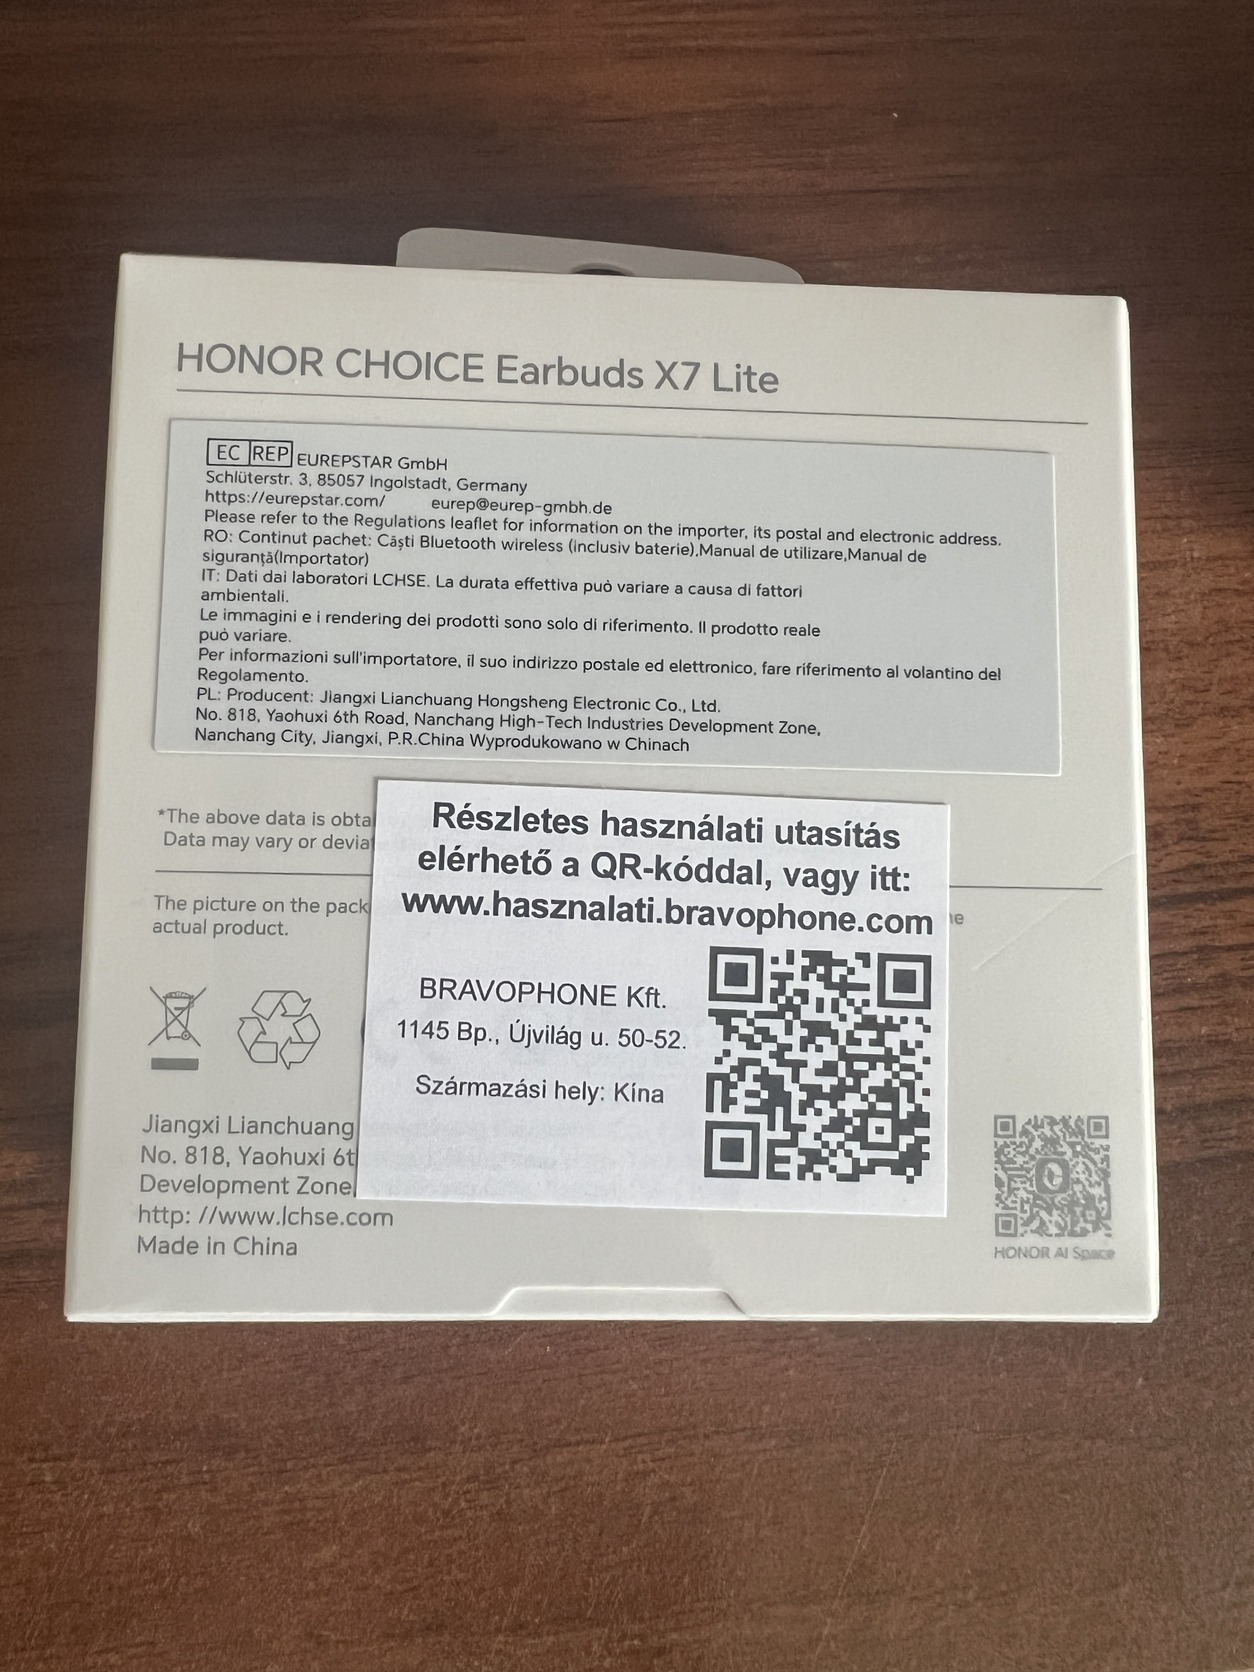 HONOR CHOICE Earbuds X7 Lite
EC REP EUREPSTAR GmbH
Schlüterstr. 3, 85057 Ingolstadt, Germany
https://eurepstar.com/ eurep@eurep-gmbh.de
Please refer to the Regulations leaflet for information on the importer, its postal and electronic address.
RO: Continut pachet: Căști Bluetooth wireless (inclusiv baterie),Manual de utilizare,Manual de
siguranță(Importator)
IT: Dati dai laboratori LCHSE. La durata effettiva può variare a causa di fattori
ambientali.
Le immagini e i rendering dei prodotti sono solo di riferimento. Il prodotto reale
può variare.
Per informazioni sull'importatore, il suo indirizzo postale ed elettronico, fare riferimento al volantino del
Regolamento.
PL: Producent: Jiangxi Lianchuang Hongsheng Electronic Co., Ltd.
No. 818, Yaohuxi 6th Road, Nanchang High-Tech Industries Development Zone,
Nanchang City, Jiangxi, P.R.China Wyprodukowano w Chinach
*The above data is
Data may vary or
The picture on the
actual product.
Részletes használati utasítás
elérhető a QR-kóddal, vagy itt:
www.hasznalati.bravophone.com
BRAVOPHONE Kft.
1145 Bp., Újvilág u. 50-52.
Származási hely: Kína
Jiangxi Lianchuang
No. 818, Yaohuxi
Development Zone,
http: //www.lchse.com
Made in China
HONOR AI Space